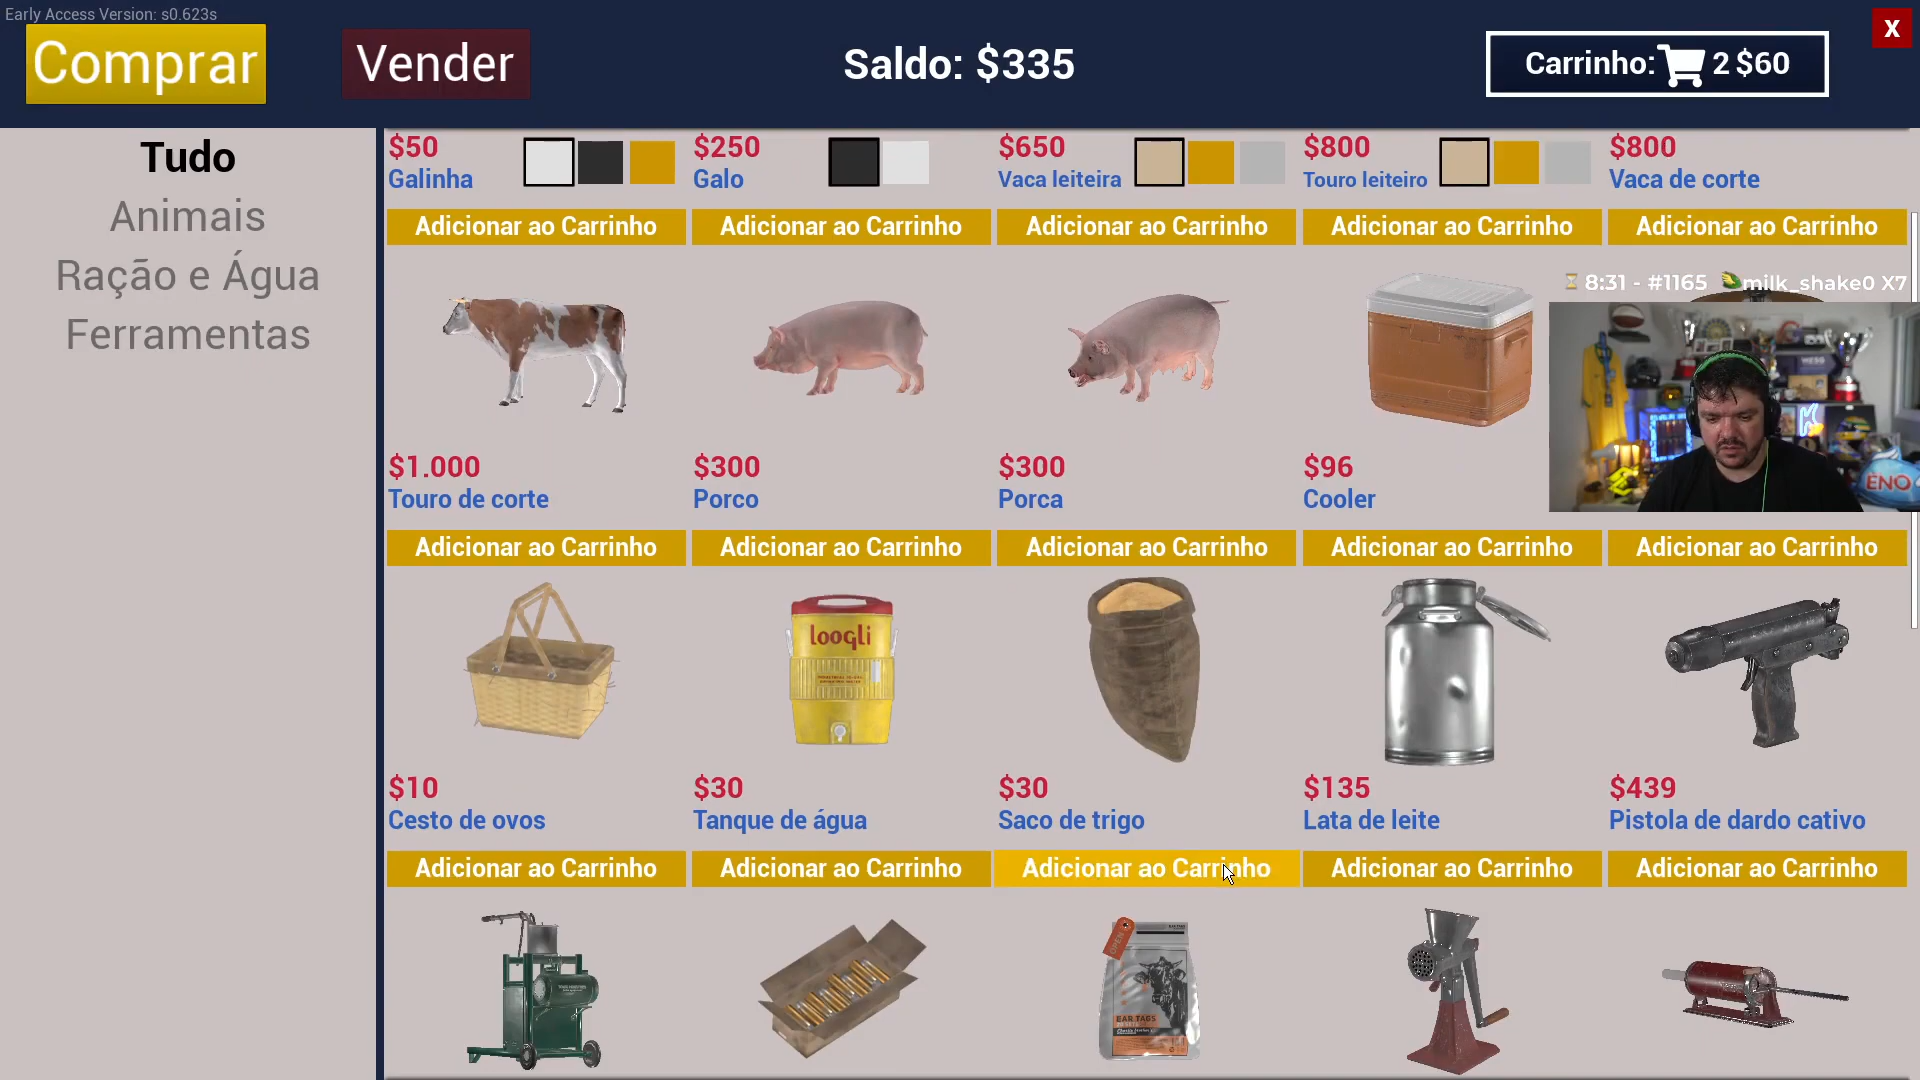 Early Access Version: s0.623s
Comprar
Vender
Saldo: $335
Carrinho: 2 $60
X
Tudo
Animais
Ração e Água
Ferramentas
$50
Galinha
$250
Galo
$650
Vaca leiteira
$800
Touro leiteiro
$800
Vaca de corte
Adicionar ao Carrinho
Adicionar ao Carrinho
Adicionar ao Carrinho
Adicionar ao Carrinho
Adicionar ao Carrinho
8:31 - #1165 milk_shake0 X7
$1.000
Touro de corte
$300
Porco
$300
Porca
$96
Cooler
Adicionar ao Carrinho
Adicionar ao Carrinho
Adicionar ao Carrinho
Adicionar ao Carrinho
Adicionar ao Carrinho
loogli
$10
Cesto de ovos
$30
Tanque de água
$30
Saco de trigo
$135
Lata de leite
$439
Pistola de dardo cativo
Adicionar ao Carrinho
Adicionar ao Carrinho
Adicionar ao Carrinho
Adicionar ao Carrinho
Adicionar ao Carrinho
OPEN
EAR TAGS